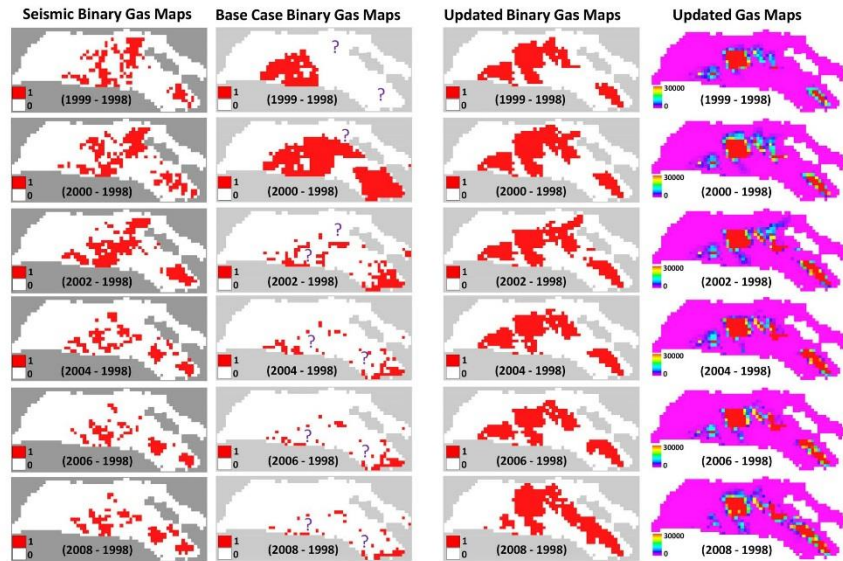 Seismic Binary Gas Maps Base Case Binary Gas Maps Updated Binary Gas Maps Updated Gas Maps
? ?
1 0 (1999 - 1998) 1 0 (1999 - 1998) 1 0 (1999 - 1998) 30000 0 (1999 - 1998)
?
1 0 (2000 - 1998) 1 0 (2000 - 1998) 1 0 (2000 - 1998) 30000 0 (2000 - 1998)
? ?
1 0 (2002 - 1998) 1 0 (2002 - 1998) 1 0 (2002 - 1998) 30000 0 (2002 - 1998)
? ?
1 0 (2004 - 1998) 1 0 (2004 - 1998) 1 0 (2004 - 1998) 30000 0 (2004 - 1998)
? ?
1 0 (2006 - 1998) 1 0 (2006 - 1998) 1 0 (2006 - 1998) 30000 0 (2006 - 1998)
? ?
1 0 (2008 - 1998) 1 0 (2008 - 1998) 1 0 (2008 - 1998) 30000 0 (2008 - 1998)